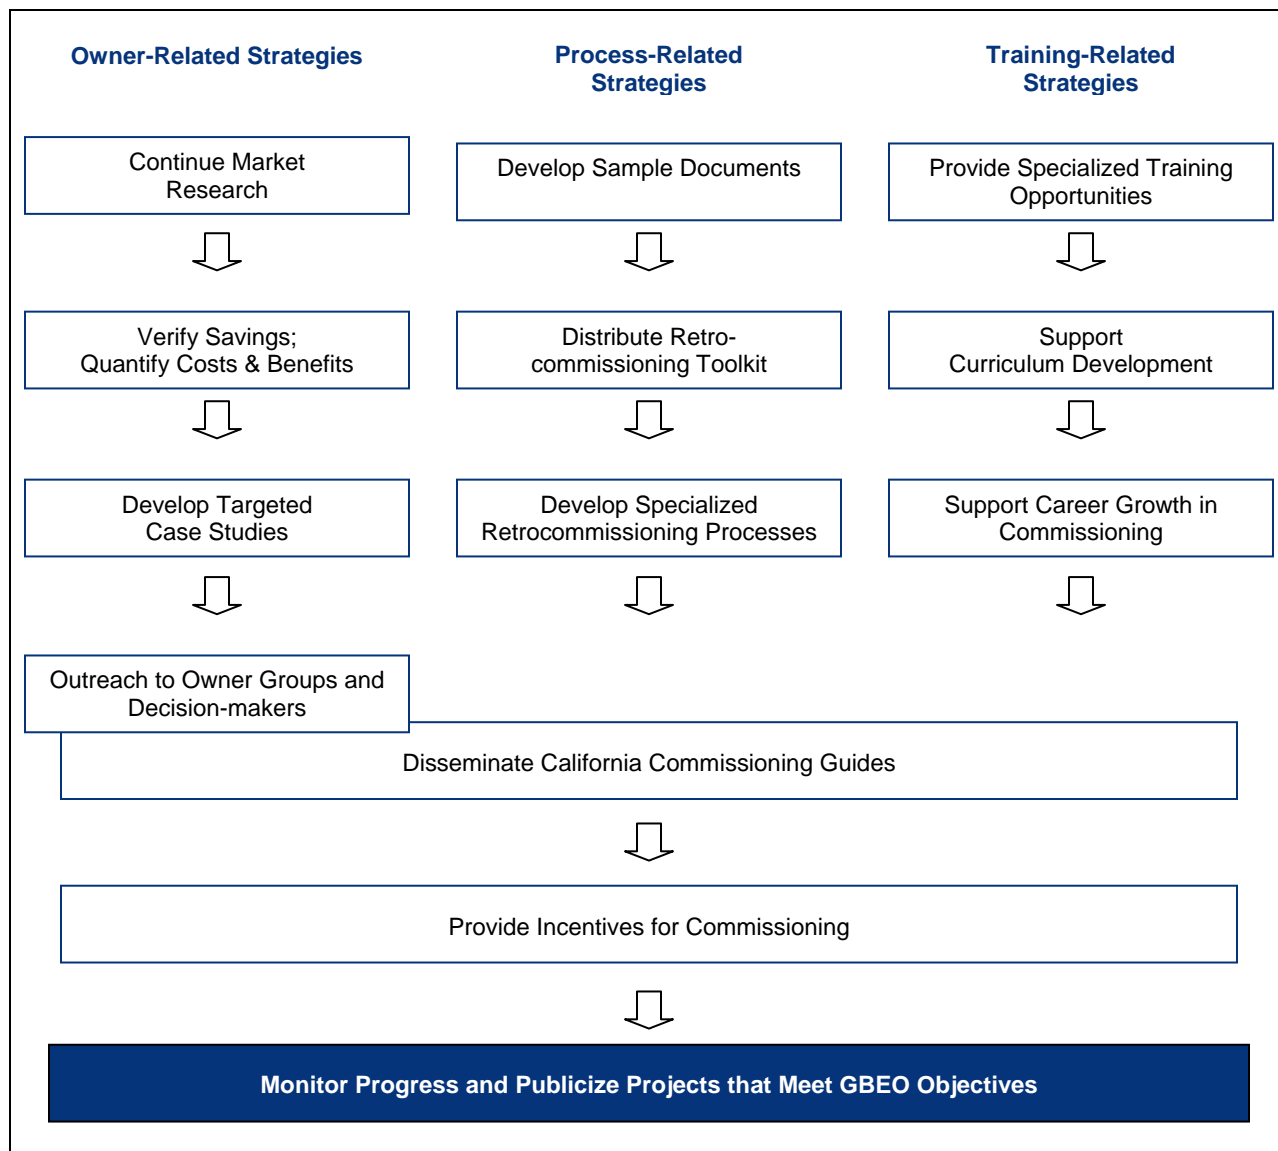 Owner-Related Strategies
Process-Related
Strategies
Training-Related
Strategies
Continue Market
Research
Develop Sample Documents
Provide Specialized Training
Opportunities
Verify Savings;
Quantify Costs & Benefits
Distribute Retro-
commissioning Toolkit
Support
Curriculum Development
Develop Targeted
Case Studies
Develop Specialized
Retrocommissioning Processes
Support Career Growth in
Commissioning
Outreach to Owner Groups and
Decision-makers
Disseminate California Commissioning Guides
Provide Incentives for Commissioning
Monitor Progress and Publicize Projects that Meet GBEO Objectives